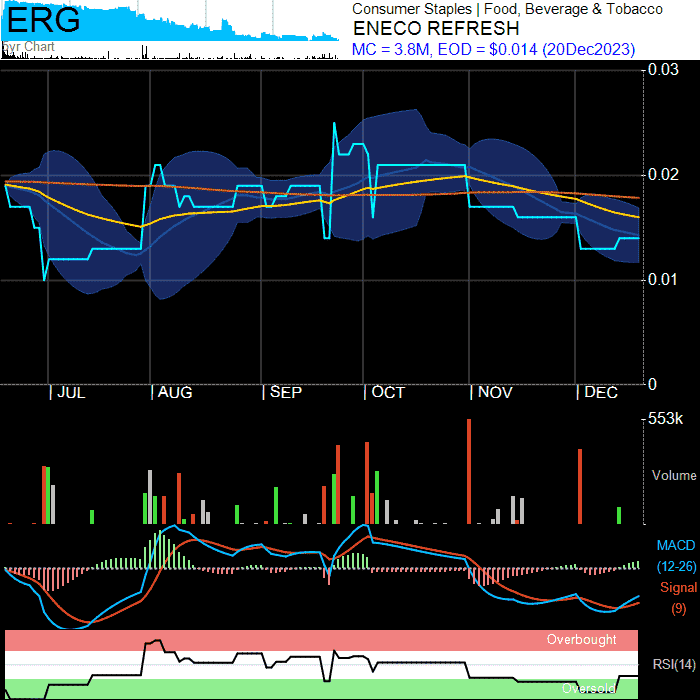 ERG
Consumer Staples | Food, Beverage & Tobacco
ENECO REFRESH
MC = 3.8M, EOD = $0.014 (20Dec2023)
5yr Chart
0.03
0.02
0.01
0
JUL
AUG
SEP
OCT
NOV
DEC
553k
Volume
MACD
(12-26)
Signal
(9)
Overbought
RSI(14)
Oversold